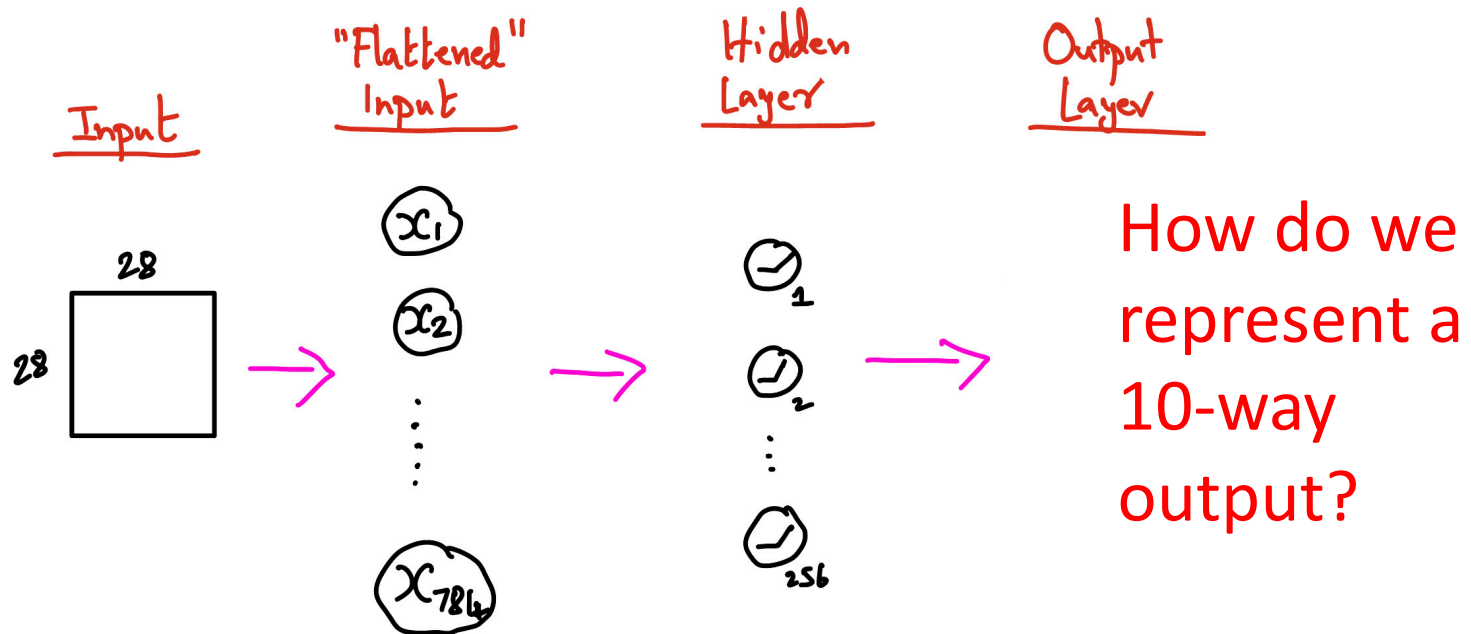 Input
"Flattened"
Input
Hidden
Layer
Output
Layer
28
28
x₁
x₂
x₇₈₄
1
2
256
How do we
represent a
10-way
output?